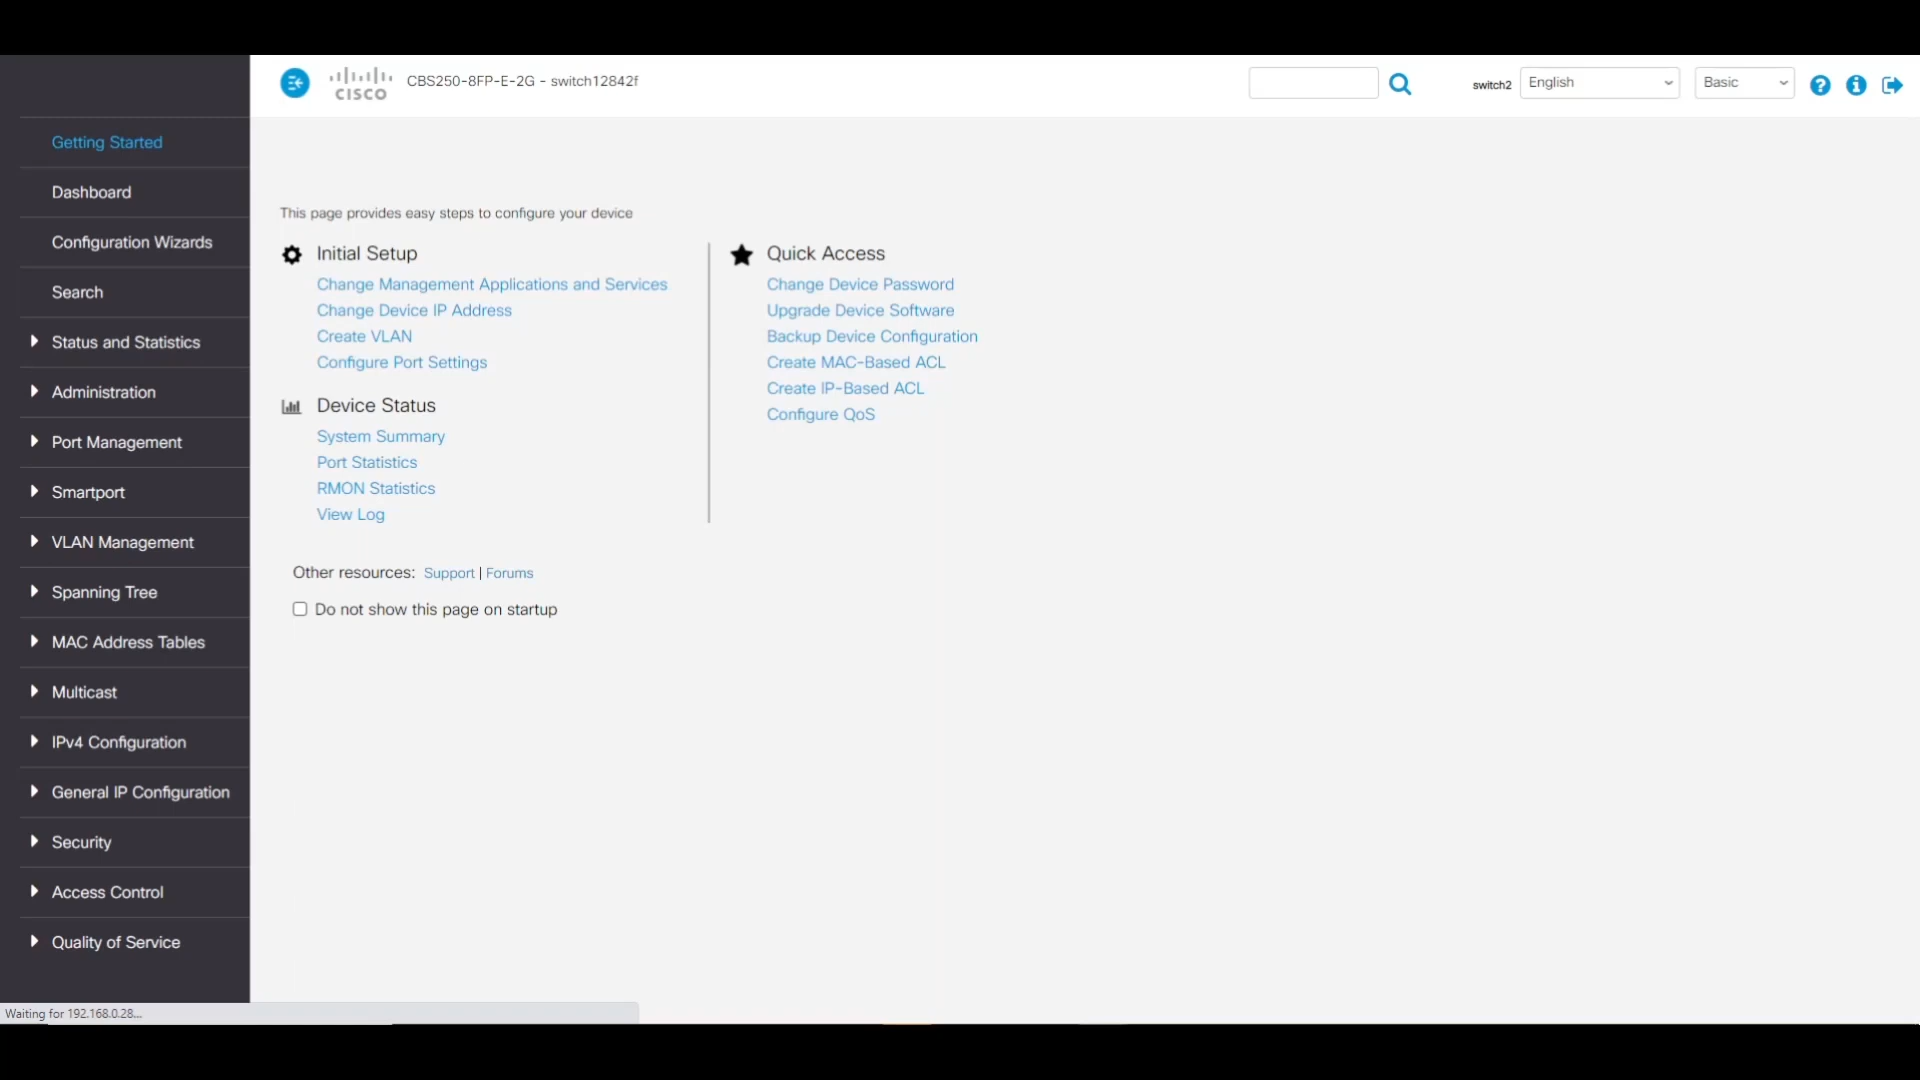 CISCO
CBS250-8FP-E-2G - switch12842f
switch2
English
Basic
Getting Started
Dashboard
Configuration Wizards
Search
Status and Statistics
Administration
Port Management
Smartport
VLAN Management
Spanning Tree
MAC Address Tables
Multicast
IPv4 Configuration
General IP Configuration
Security
Access Control
Quality of Service
This page provides easy steps to configure your device
Initial Setup
Change Management Applications and Services
Change Device IP Address
Create VLAN
Configure Port Settings
Device Status
System Summary
Port Statistics
RMON Statistics
View Log
Quick Access
Change Device Password
Upgrade Device Software
Backup Device Configuration
Create MAC-Based ACL
Create IP-Based ACL
Configure QoS
Other resources: Support | Forums
Do not show this page on startup
Waiting for 192.168.0.28...